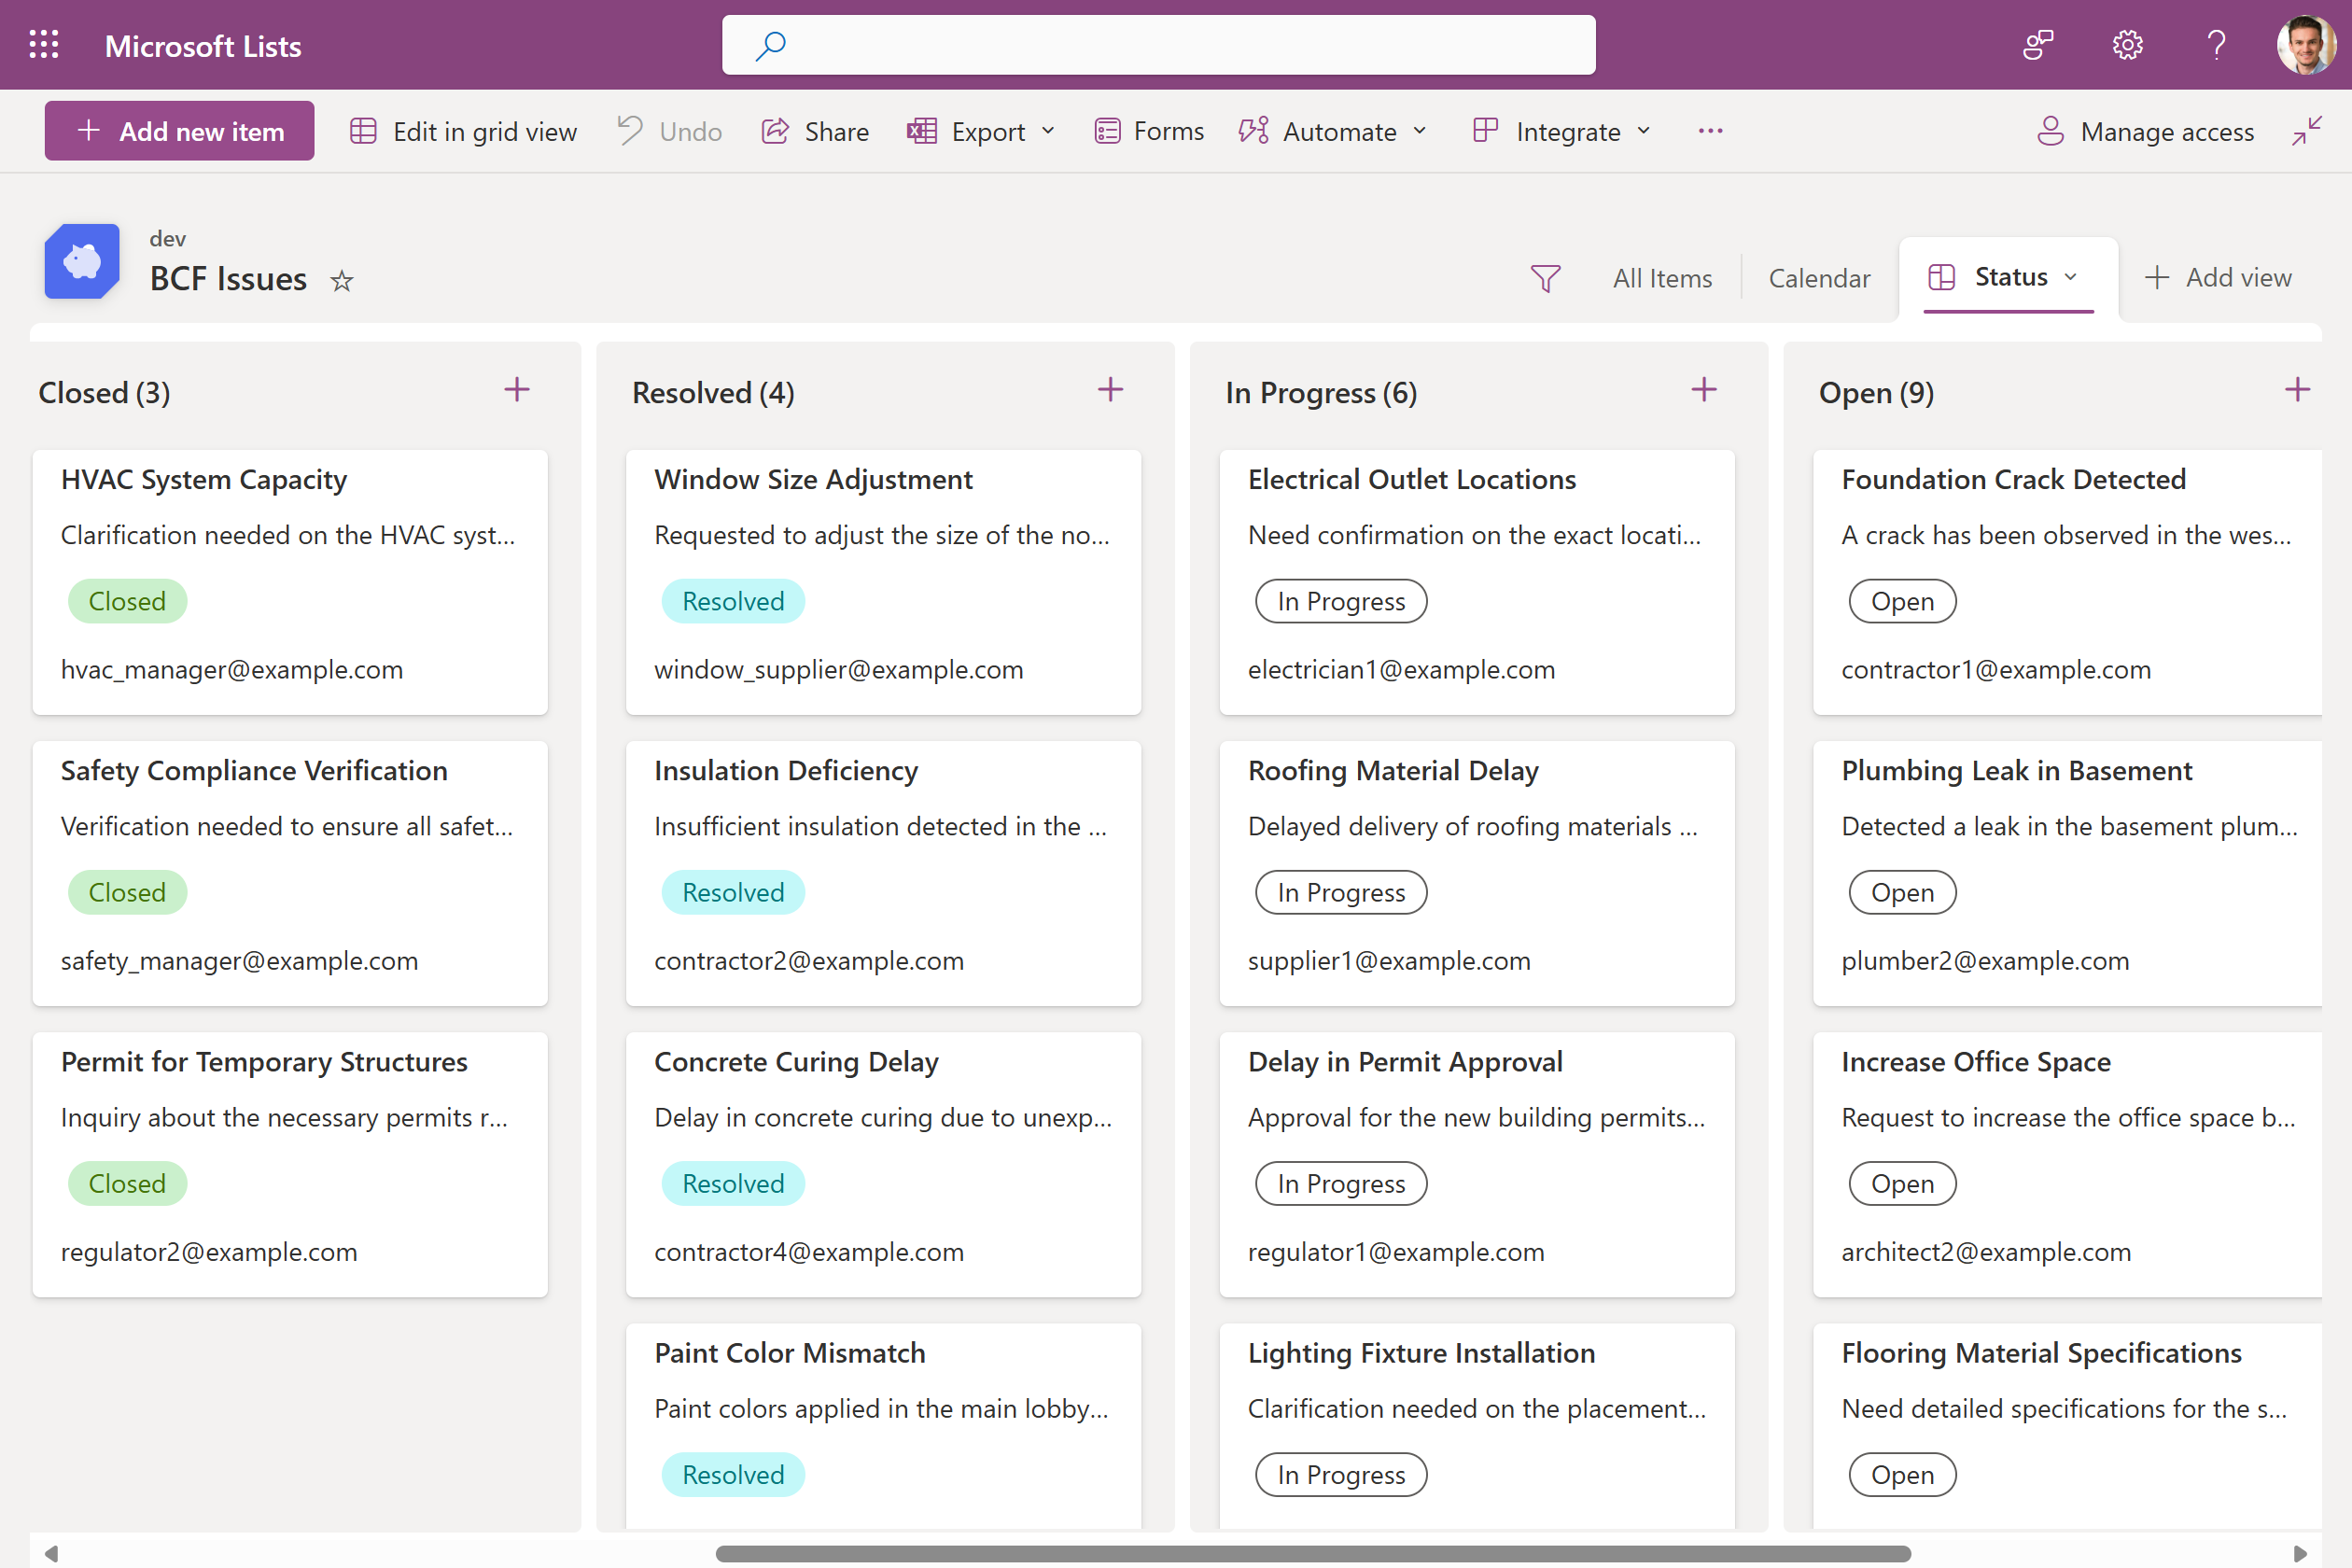 Microsoft Lists
Add new item
Edit in grid view
Undo
Share
Export
Forms
Automate
Integrate
Manage access
dev
BCF Issues
All Items
Calendar
Status
Add view
Closed (3)
HVAC System Capacity
Clarification needed on the HVAC syst...
Closed
hvac_manager@example.com
Safety Compliance Verification
Verification needed to ensure all safet...
Closed
safety_manager@example.com
Permit for Temporary Structures
Inquiry about the necessary permits r...
Closed
regulator2@example.com
Resolved (4)
Window Size Adjustment
Requested to adjust the size of the no...
Resolved
window_supplier@example.com
Insulation Deficiency
Insufficient insulation detected in the ...
Resolved
contractor2@example.com
Concrete Curing Delay
Delay in concrete curing due to unexp...
Resolved
contractor4@example.com
Paint Color Mismatch
Paint colors applied in the main lobby...
Resolved
In Progress (6)
Electrical Outlet Locations
Need confirmation on the exact locati...
In Progress
electrician1@example.com
Roofing Material Delay
Delayed delivery of roofing materials ...
In Progress
supplier1@example.com
Delay in Permit Approval
Approval for the new building permits...
In Progress
regulator1@example.com
Lighting Fixture Installation
Clarification needed on the placement...
In Progress
Open (9)
Foundation Crack Detected
A crack has been observed in the wes...
Open
contractor1@example.com
Plumbing Leak in Basement
Detected a leak in the basement plum...
Open
plumber2@example.com
Increase Office Space
Request to increase the office space b...
Open
architect2@example.com
Flooring Material Specifications
Need detailed specifications for the s...
Open